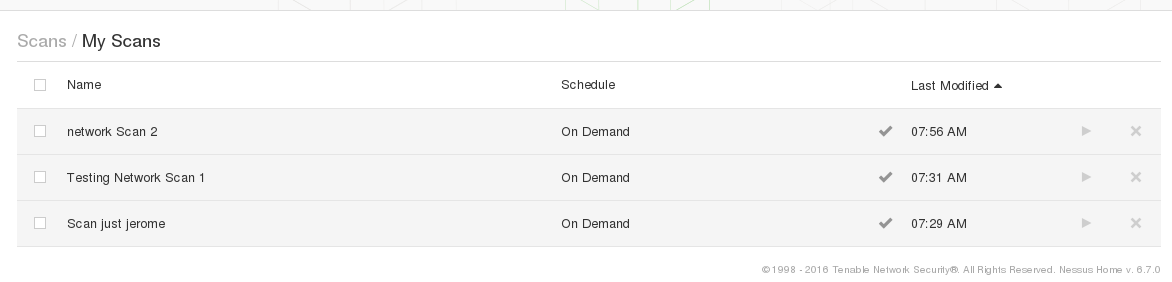 Scans / My Scans
Name Schedule Last Modified
network Scan 2 On Demand 07:56 AM
Testing Network Scan 1 On Demand 07:31 AM
Scan just jerome On Demand 07:29 AM
©1998 - 2016 Tenable Network Security®. All Rights Reserved. Nessus Home v. 6.7.0